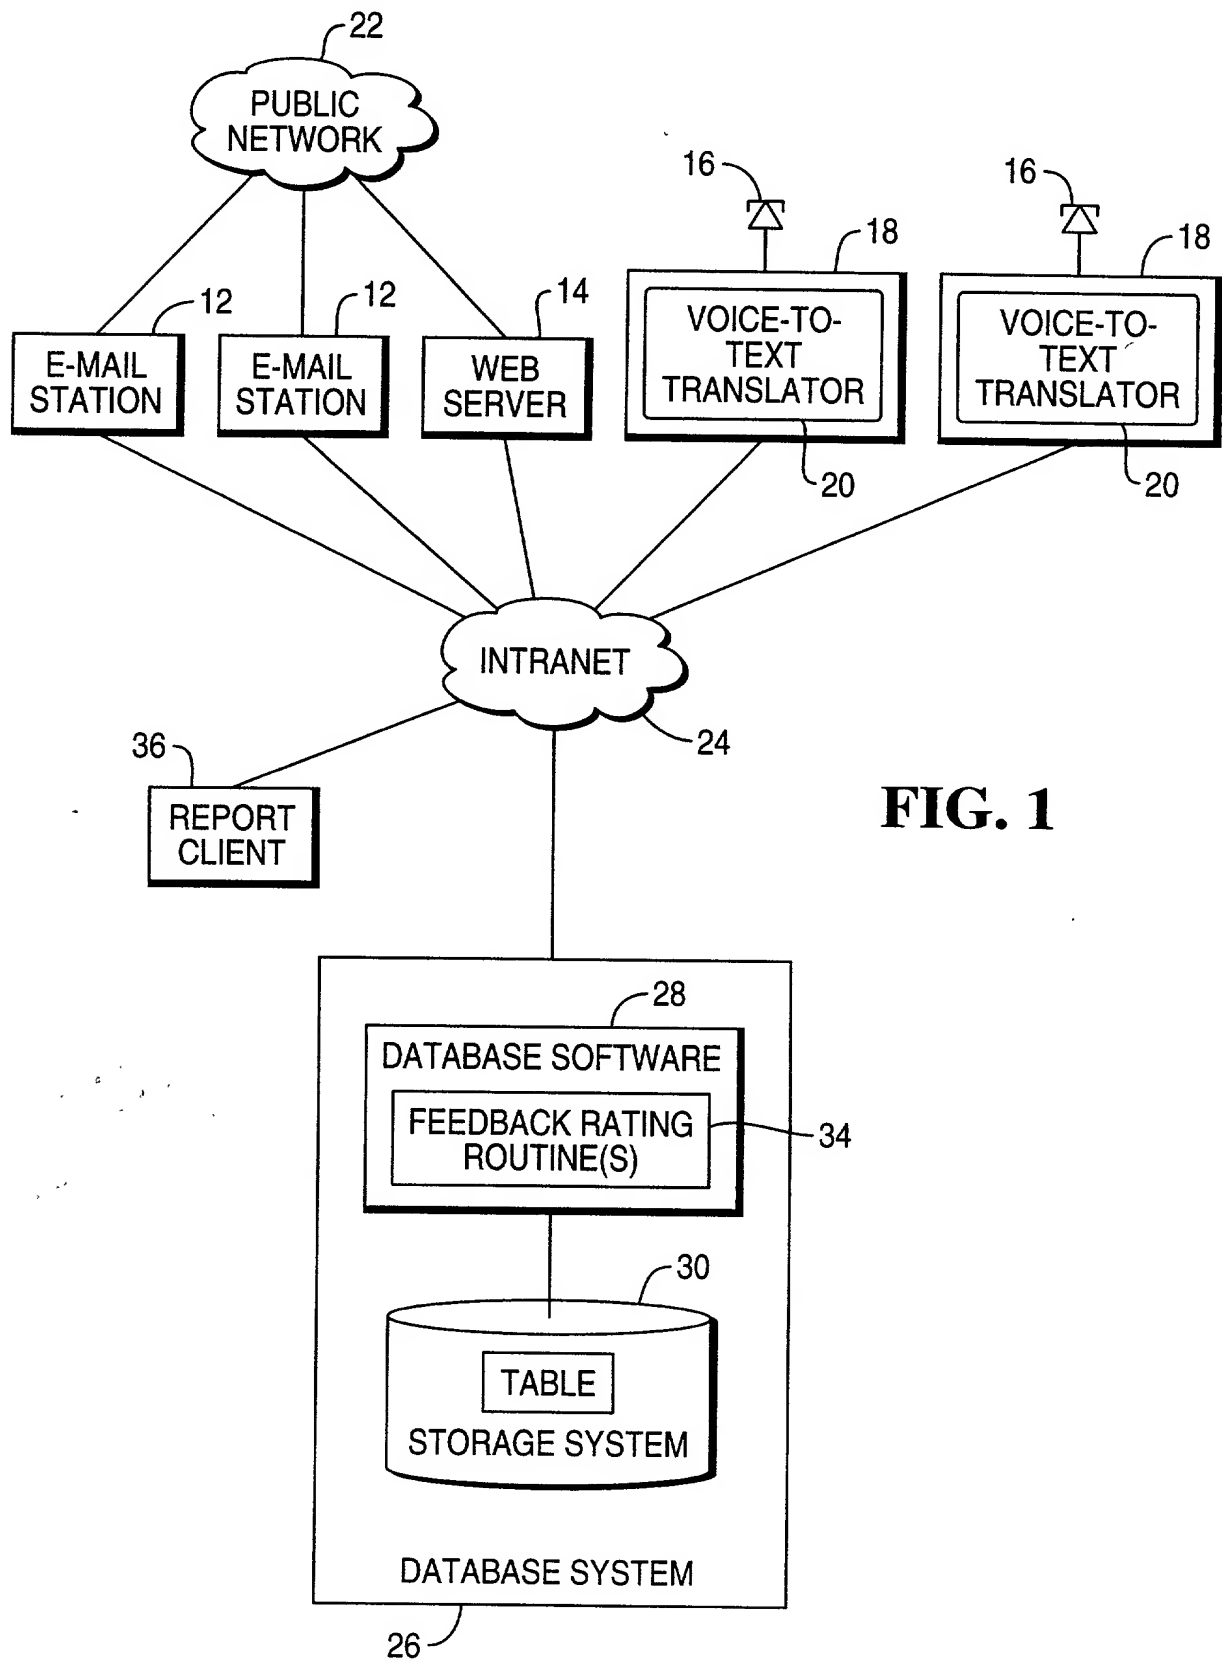 22
PUBLIC
NETWORK
16
16
18
18
12
12
14
E-MAIL
STATION
E-MAIL
STATION
WEB
SERVER
VOICE-TO-
TEXT
TRANSLATOR
VOICE-TO-
TEXT
TRANSLATOR
20
20
INTRANET
24
36
REPORT
CLIENT
FIG. 1
28
DATABASE SOFTWARE
FEEDBACK RATING
ROUTINE(S)
34
30
TABLE
STORAGE SYSTEM
DATABASE SYSTEM
26